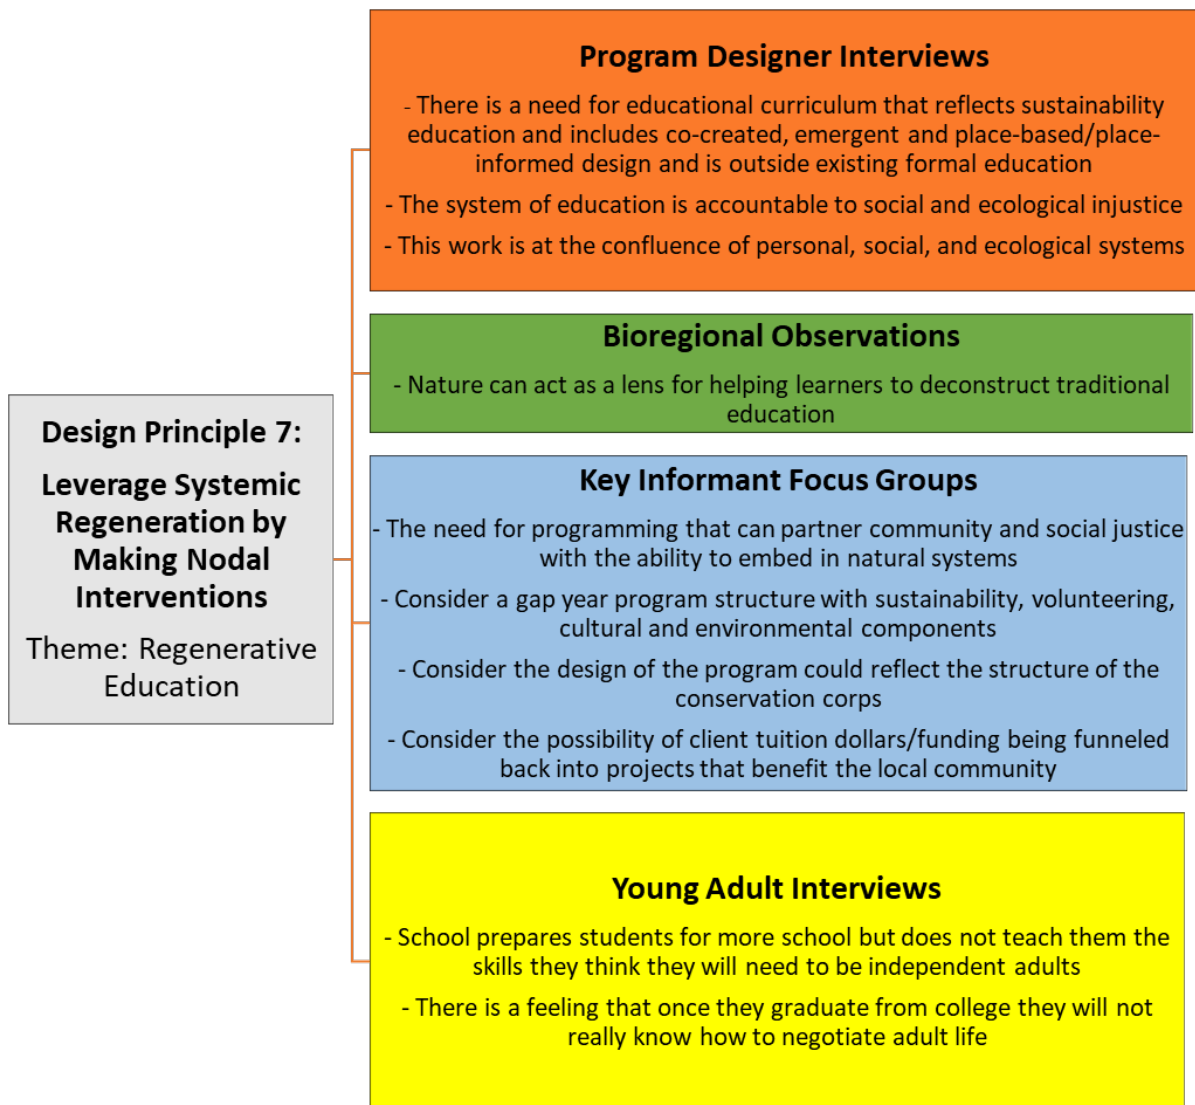 Design Principle 7:
Leverage Systemic
Regeneration by
Making Nodal
Interventions
Theme: Regenerative
Education
Program Designer Interviews
- There is a need for educational curriculum that reflects sustainability
education and includes co-created, emergent and place-based/place-
informed design and is outside existing formal education
- The system of education is accountable to social and ecological injustice
- This work is at the confluence of personal, social, and ecological systems
Bioregional Observations
- Nature can act as a lens for helping learners to deconstruct traditional
education
Key Informant Focus Groups
- The need for programming that can partner community and social justice
with the ability to embed in natural systems
- Consider a gap year program structure with sustainability, volunteering,
cultural and environmental components
- Consider the design of the program could reflect the structure of the
conservation corps
- Consider the possibility of client tuition dollars/funding being funneled
back into projects that benefit the local community
Young Adult Interviews
- School prepares students for more school but does not teach them the
skills they think they will need to be independent adults
- There is a feeling that once they graduate from college they will not
really know how to negotiate adult life